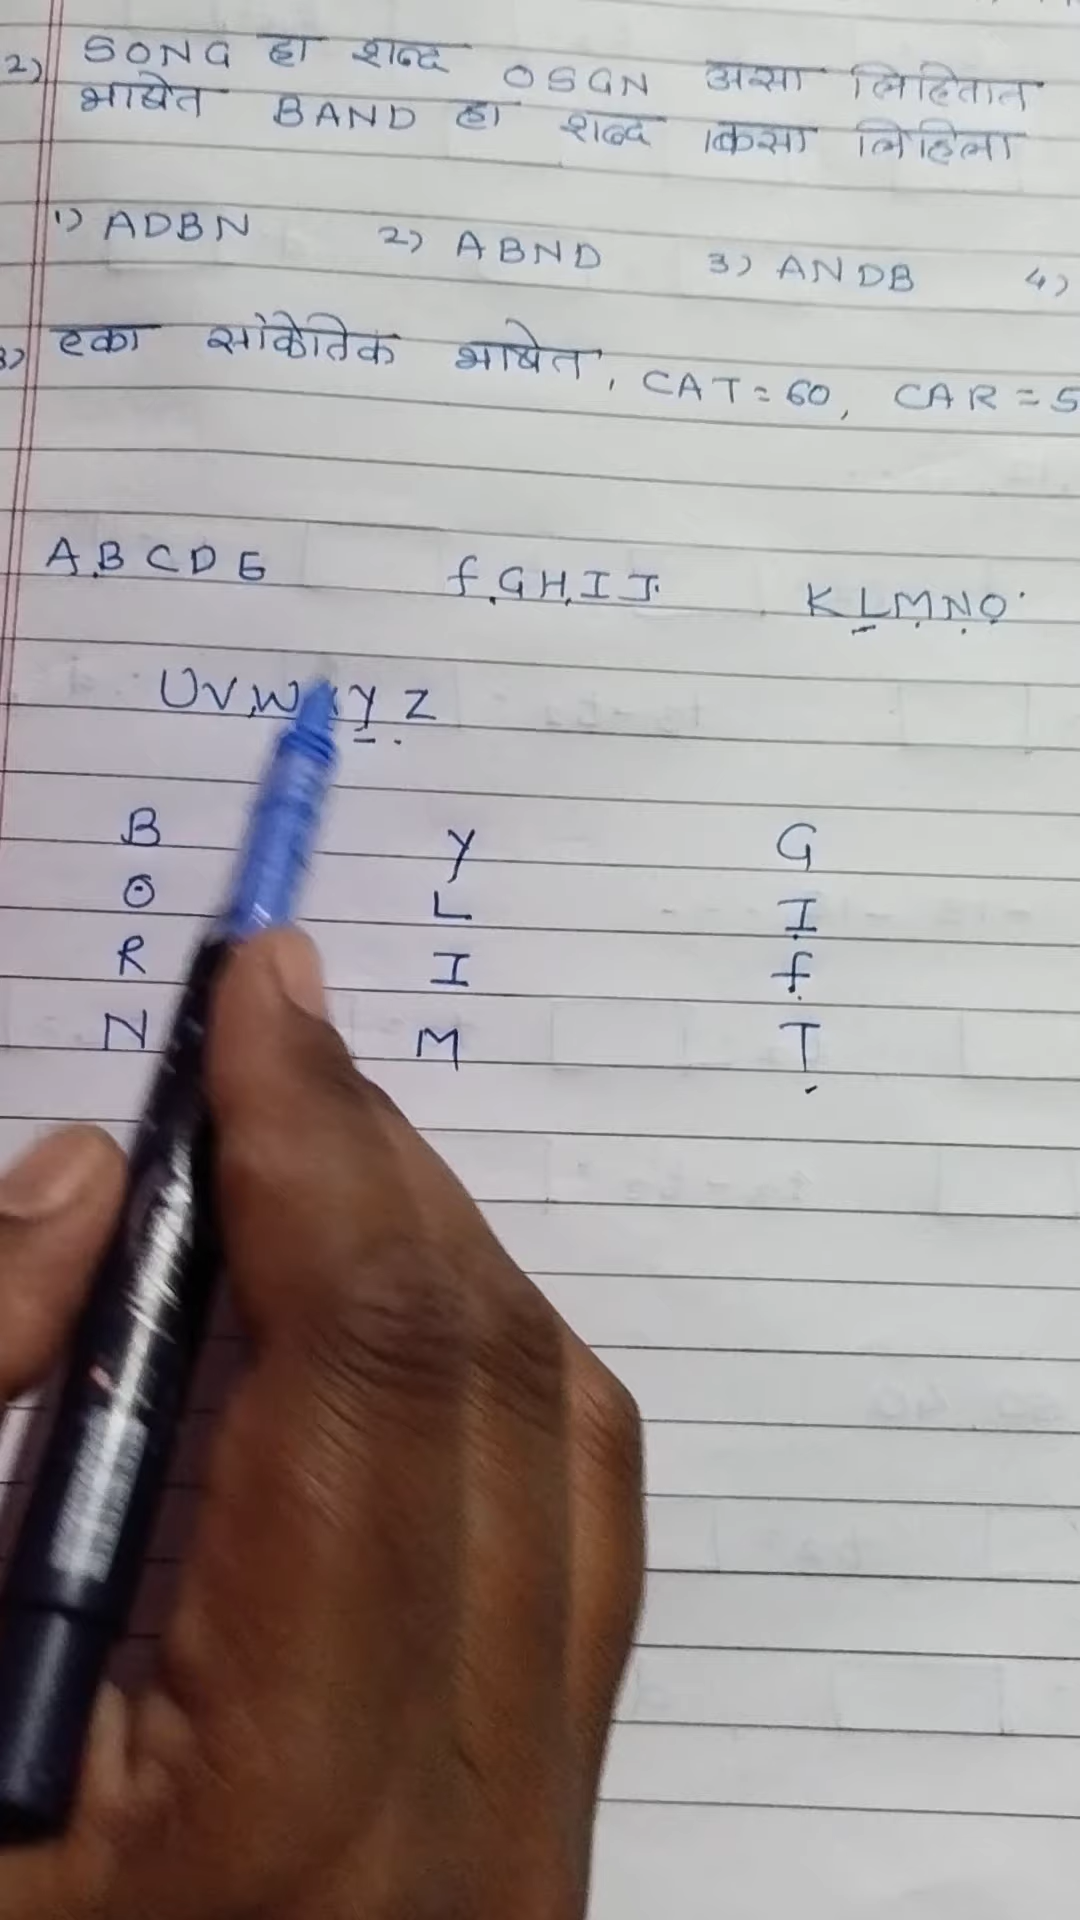 2) SONG हा शब्द OSGN असा लिहितात
भाषेत BAND हा शब्द कसा लिहिला
1) ADBN 2) ABND 3) ANDB 4)
3) एका सांकेतिक भाषेत, CAT = 60, CAR = 5
A B C D E f G H I J K L M N O
U V W X Y Z
B Y G
O L I
R I f
N M T